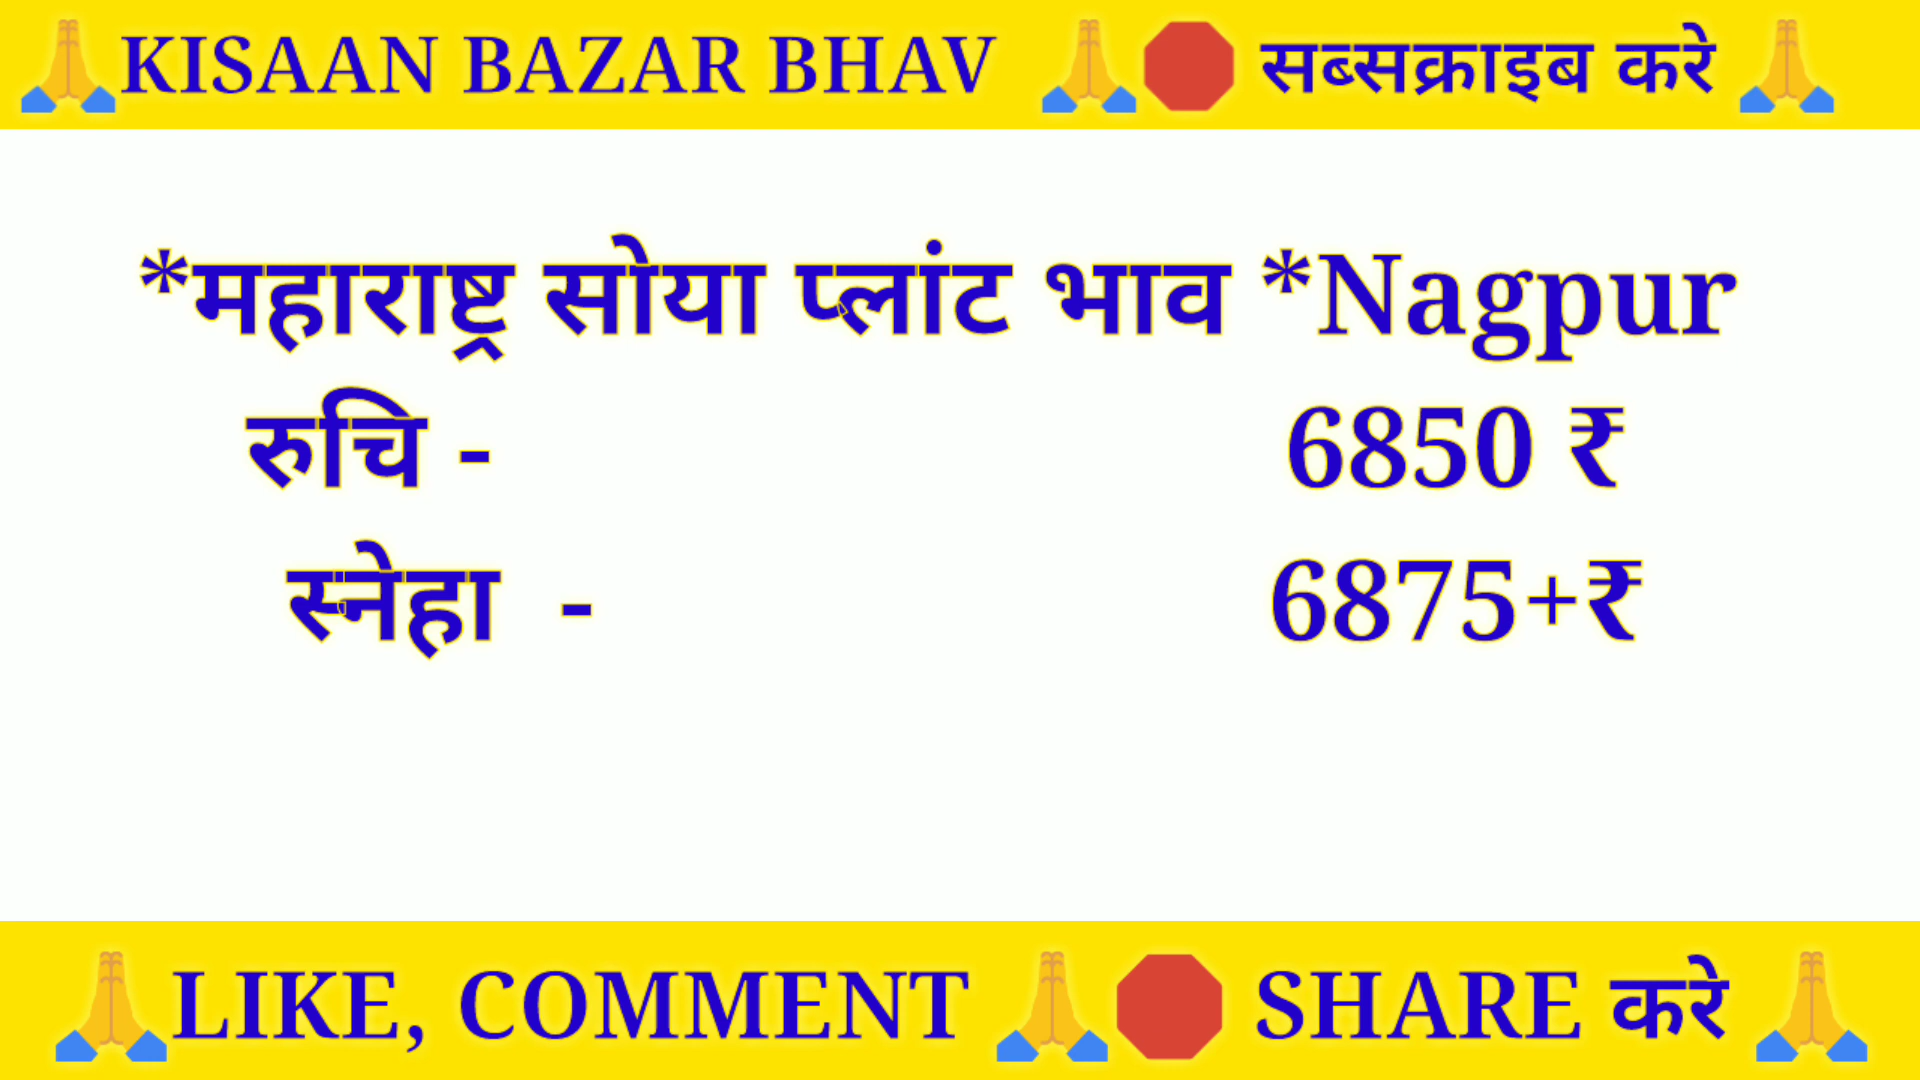 🙏KISAAN BAZAR BHAV 🙏🛑 सब्सक्राइब करे 🙏
*महाराष्ट्र सोया प्लांट भाव *Nagpur
रुचि - 6850 ₹
स्नेहा - 6875+₹
🙏LIKE, COMMENT 🙏🛑 SHARE करे 🙏